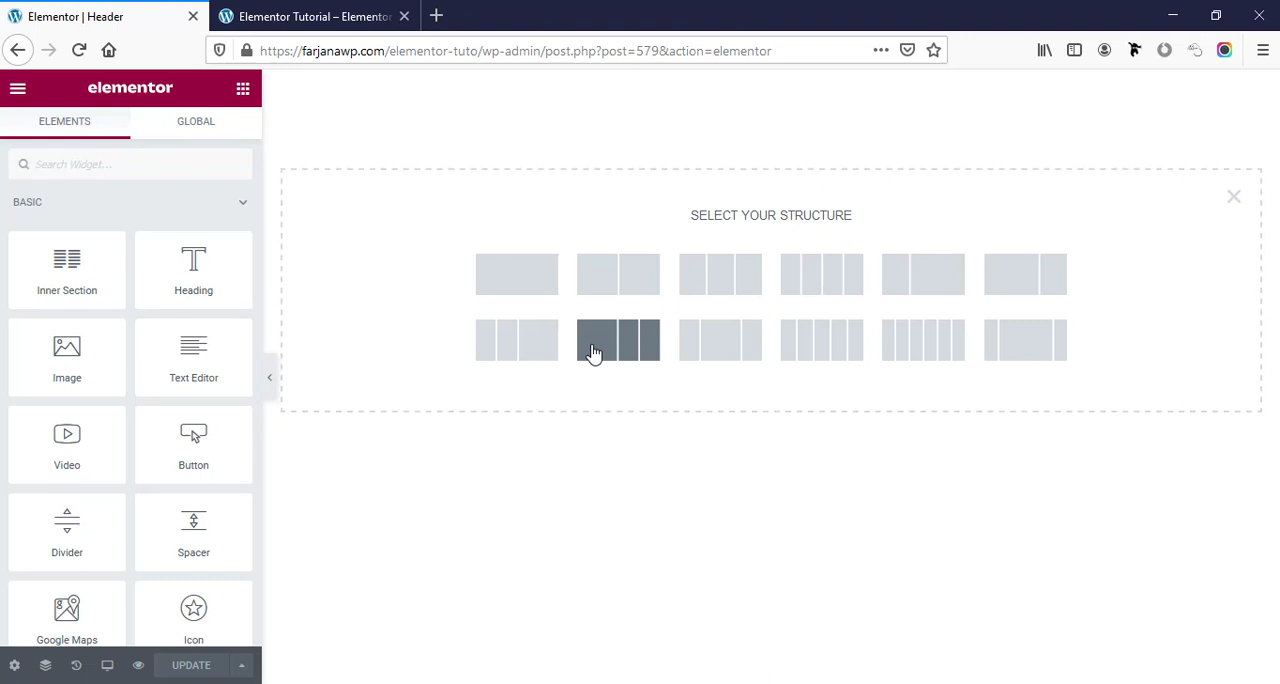 Elementor | Header
Elementor Tutorial – Elementor
https://farjanawp.com/elementor-tuto/wp-admin/post.php?post=579&action=elementor
elementor
ELEMENTS
GLOBAL
Search Widget...
BASIC
Inner Section
Heading
Image
Text Editor
Video
Button
Divider
Spacer
Google Maps
Icon
UPDATE
SELECT YOUR STRUCTURE